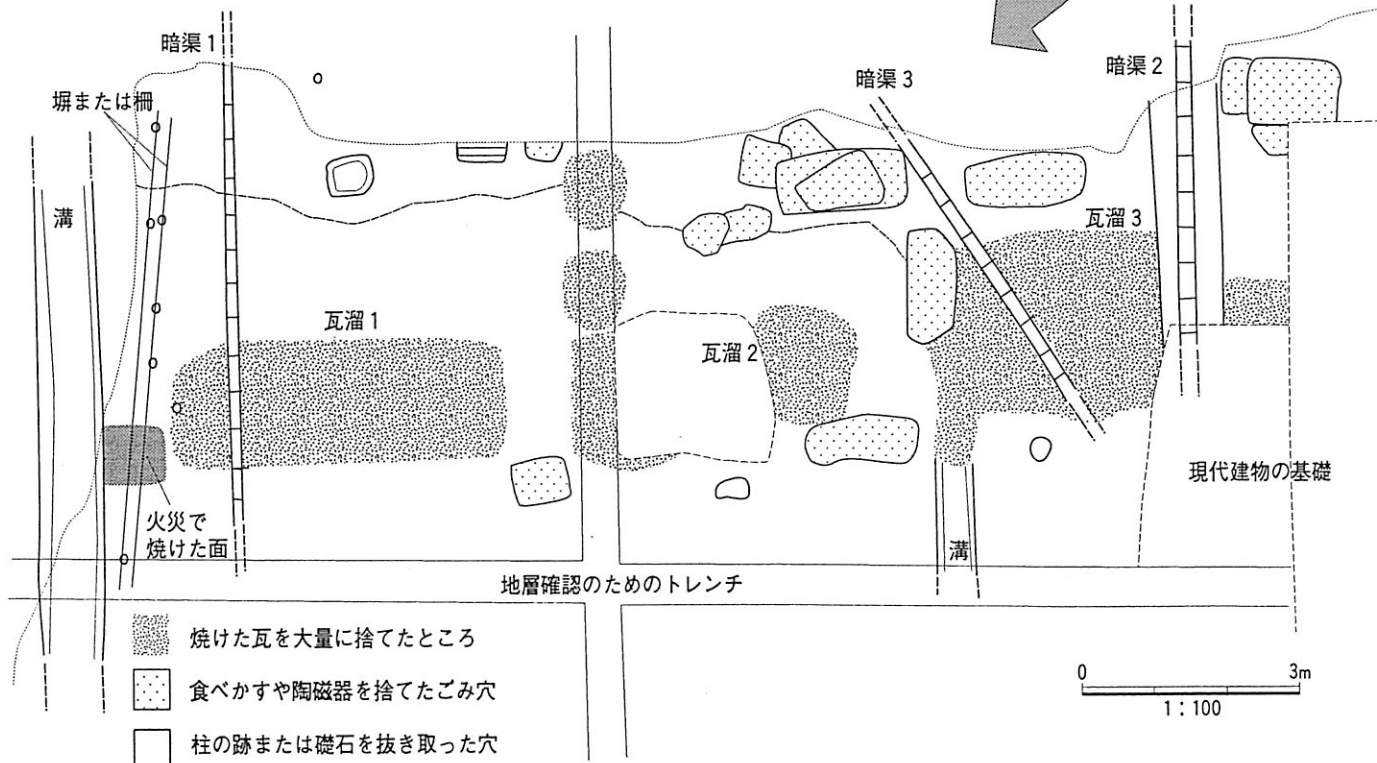 暗渠1
塀または柵
暗渠3
暗渠2
溝
瓦溜3
瓦溜1
瓦溜2
現代建物の基礎
火災で
焼けた面
溝
地層確認のためのトレンチ
焼けた瓦を大量に捨てたところ
食べかすや陶磁器を捨てたごみ穴
柱の跡または礎石を抜き取った穴
0 3m
1:100